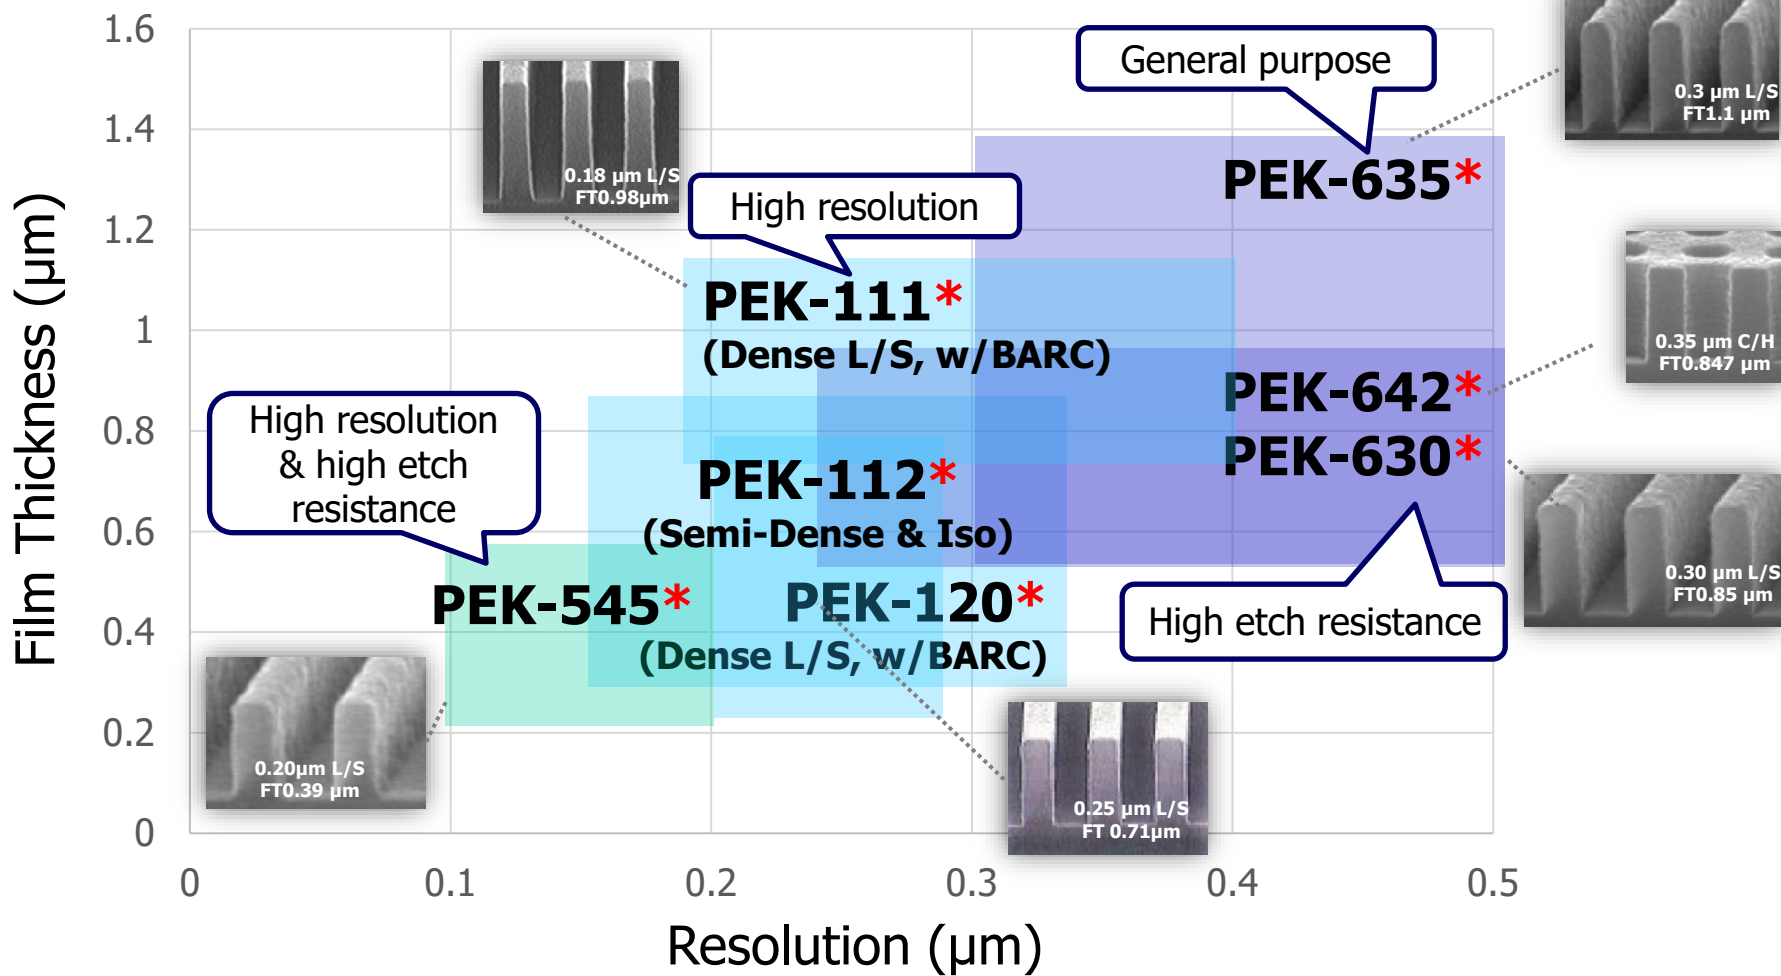 1.6
1.4
1.2
1
0.8
0.6
0.4
0.2
0
Film Thickness (μm)
0
0.1
0.2
0.3
0.4
0.5
Resolution (μm)
General purpose
PEK-635*
0.3 μm L/S
FT1.1 μm
0.18 μm L/S
FT0.98μm
High resolution
PEK-111*
(Dense L/S, w/BARC)
0.35 μm C/H
FT0.847 μm
PEK-642*
PEK-630*
High resolution
& high etch
resistance
PEK-112*
(Semi-Dense & Iso)
0.30 μm L/S
FT0.85 μm
High etch resistance
PEK-545*
PEK-120*
(Dense L/S, w/BARC)
0.20μm L/S
FT0.39 μm
0.25 μm L/S
FT 0.71μm